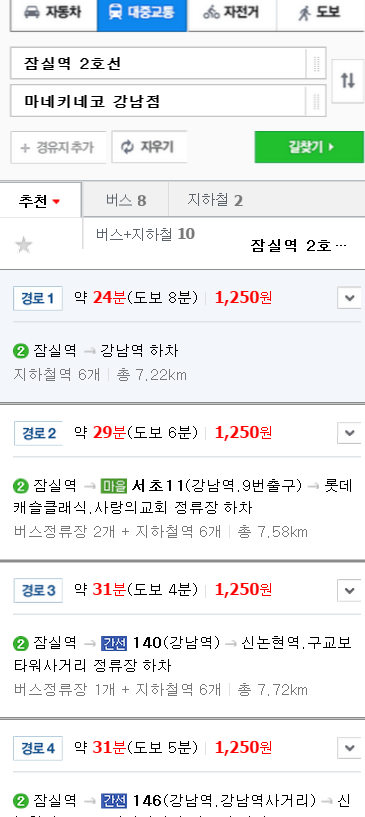 자동차 대중교통 자전거 도보
잠실역 2호선
마네키네코 강남점
+ 경유지 추가 지우기 길찾기
추천 버스 8 지하철 2
버스+지하철 10
잠실역 2호…
경로 1 약 24분(도보 8분) 1,250원
2 잠실역 → 강남역 하차
지하철역 6개 | 총 7.22km
경로 2 약 29분(도보 6분) 1,250원
2 잠실역 → 마을 서초11(강남역.9번출구) → 롯데
캐슬클래식.사랑의교회 정류장 하차
버스정류장 2개 + 지하철역 6개 | 총 7.58km
경로 3 약 31분(도보 4분) 1,250원
2 잠실역 → 간선 140(강남역) → 신논현역.구교보
타워사거리 정류장 하차
버스정류장 1개 + 지하철역 6개 | 총 7.72km
경로 4 약 31분(도보 5분) 1,250원
2 잠실역 → 간선 146(강남역.강남역사거리) → 신